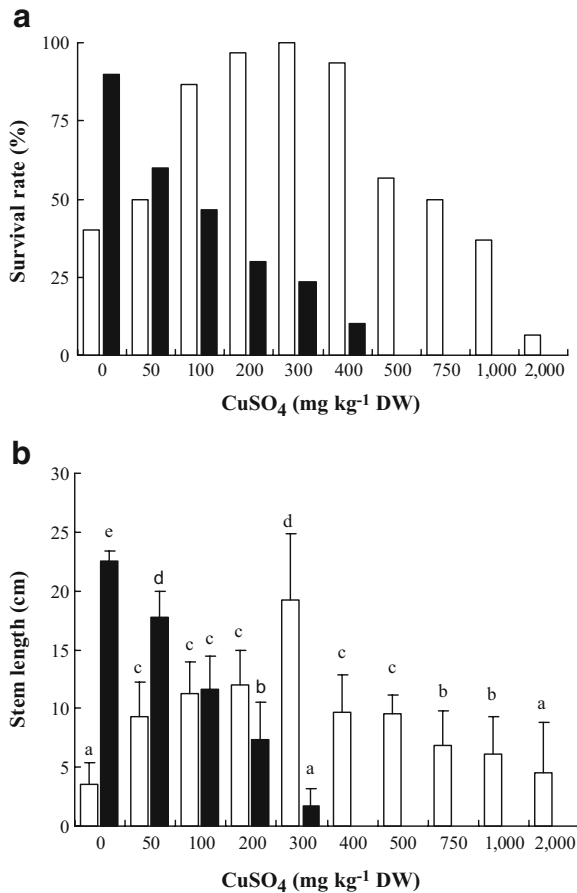 a
100
75
50
25
0
Survival rate (%)
0 50 100 200 300 400 500 750 1,000 2,000
CuSO4 (mg kg-1 DW)
b
30
25
20
15
10
5
0
Stem length (cm)
a e c d c c c b d a c c b b a
0 50 100 200 300 400 500 750 1,000 2,000
CuSO4 (mg kg-1 DW)